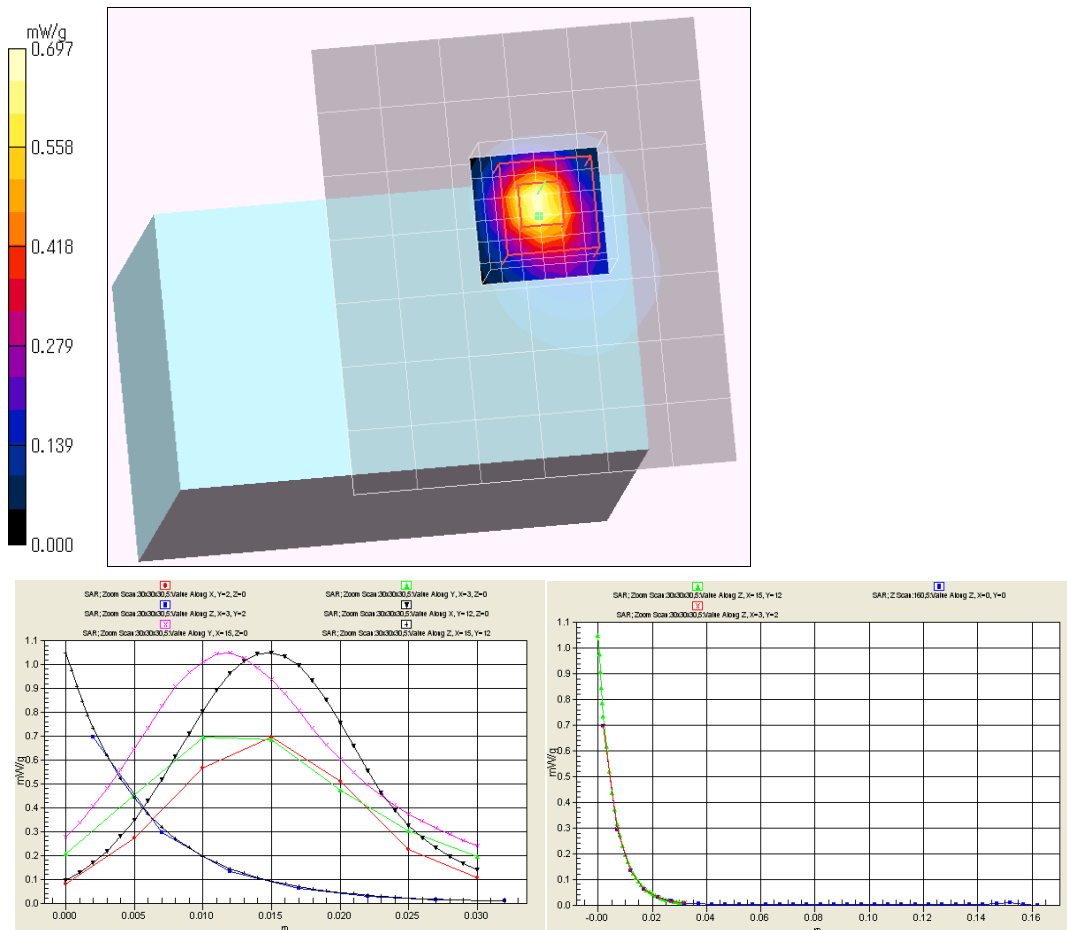 mW/g
0.697
0.558
0.418
0.279
0.139
0.000
SAR; Zoom Scan:30x30x30,5:Value Along X, Y=2, Z=0
SAR; Zoom Scan:30x30x30,5:Value Along Y, X=3, Z=0
SAR; Zoom Scan:30x30x30,5:Value Along Z, X=3, Y=2
SAR; Zoom Scan:30x30x30,5:Value Along X, Y=12, Z=0
SAR; Zoom Scan:30x30x30,5:Value Along Y, X=15, Z=0
SAR; Zoom Scan:30x30x30,5:Value Along Z, X=15, Y=12
1.1
1.0
0.9
0.8
0.7
0.6
mW/g
0.5
0.4
0.3
0.2
0.1
0.0
0.000 0.005 0.010 0.015 0.020 0.025 0.030
m
SAR; Zoom Scan:30x30x30,5:Value Along Z, X=15, Y=12
SAR; Z Scan:160,5:Value Along Z, X=0, Y=0
SAR; Zoom Scan:30x30x30,5:Value Along Z, X=3, Y=2
1.1
1.0
0.9
0.8
0.7
0.6
mW/g
0.5
0.4
0.3
0.2
0.1
0.0
-0.00 0.02 0.04 0.06 0.08 0.10 0.12 0.14 0.16
m